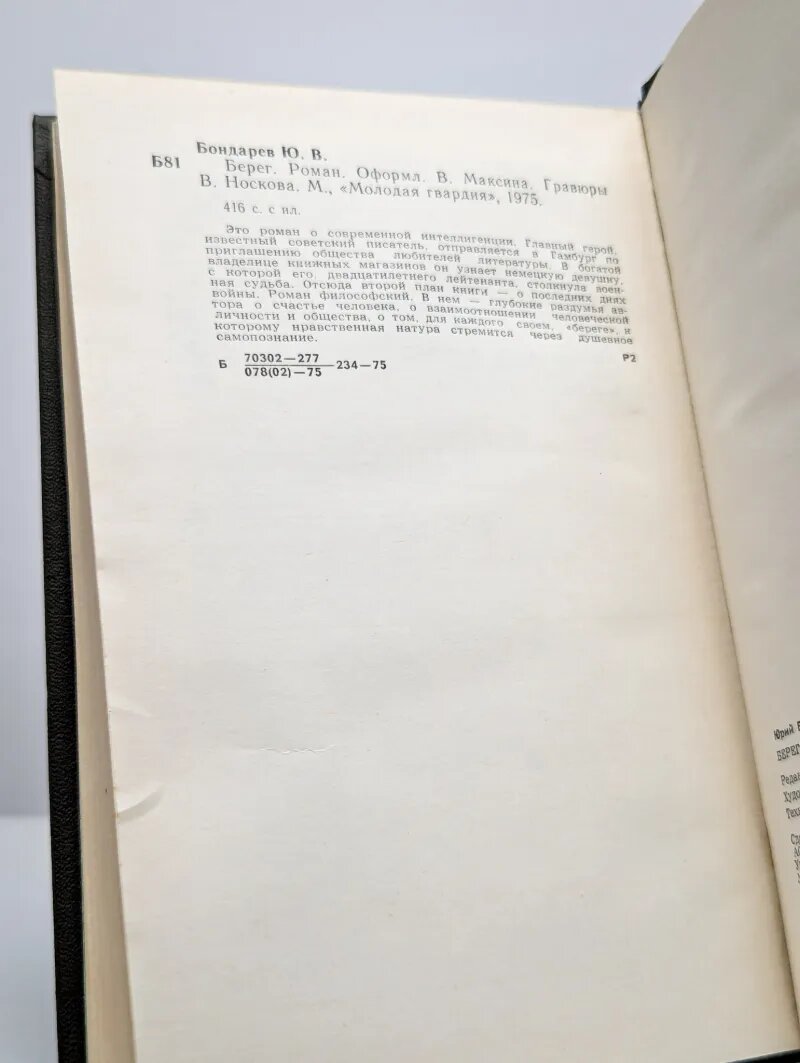 Бондарев Ю. В.
Б81 Берег. Роман. Оформл. В. Максина. Гравюры
В. Носкова. М., «Молодая гвардия», 1975.
416 с. с ил.
Это роман о современной интеллигенции. Главный герой,
известный советский писатель, отправляется в Гамбург по
приглашению общества любителей литературы. В богатой
владелице книжных магазинов он узнает немецкую девушку,
с которой его, двадцатилетнего лейтенанта, столкнула воен-
ная судьба. Отсюда второй план книги — о последних днях
войны. Роман философский. В нем — глубокие раздумья ав-
тора о счастье человека, о взаимоотношении человеческой
личности и общества, о том, для каждого своем, «береге», к
которому нравственная натура стремится через душевное
самопознание.
Б 70302—277
078(02)—75 234—75 Р2
Юрий
БЕРЕГ